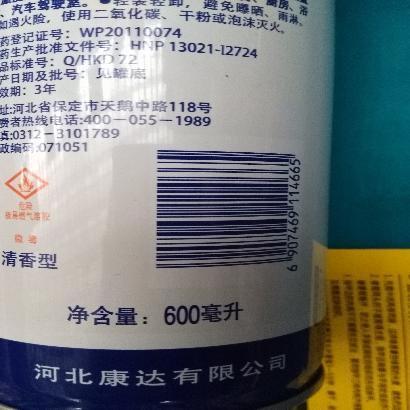 、汽车驾驶室。●轻装轻卸，避免曝晒、雨淋，
如遇火险，使用二氧化碳、干粉或泡沫灭火。
药登记证号：WP20110074
药生产批准文件号：HNP 13021-I2724
品标准号：Q/HKD 72
产日期及批号：见罐底
效期：3年
址:河北省保定市天鹅中路118号
费者热线电话:400-055-1989
真:0312-3101789
政编码:071051
危险
极易燃气溶胶
微毒
清香型
6 907469 114665
净含量：600毫升
河北康达有限公司